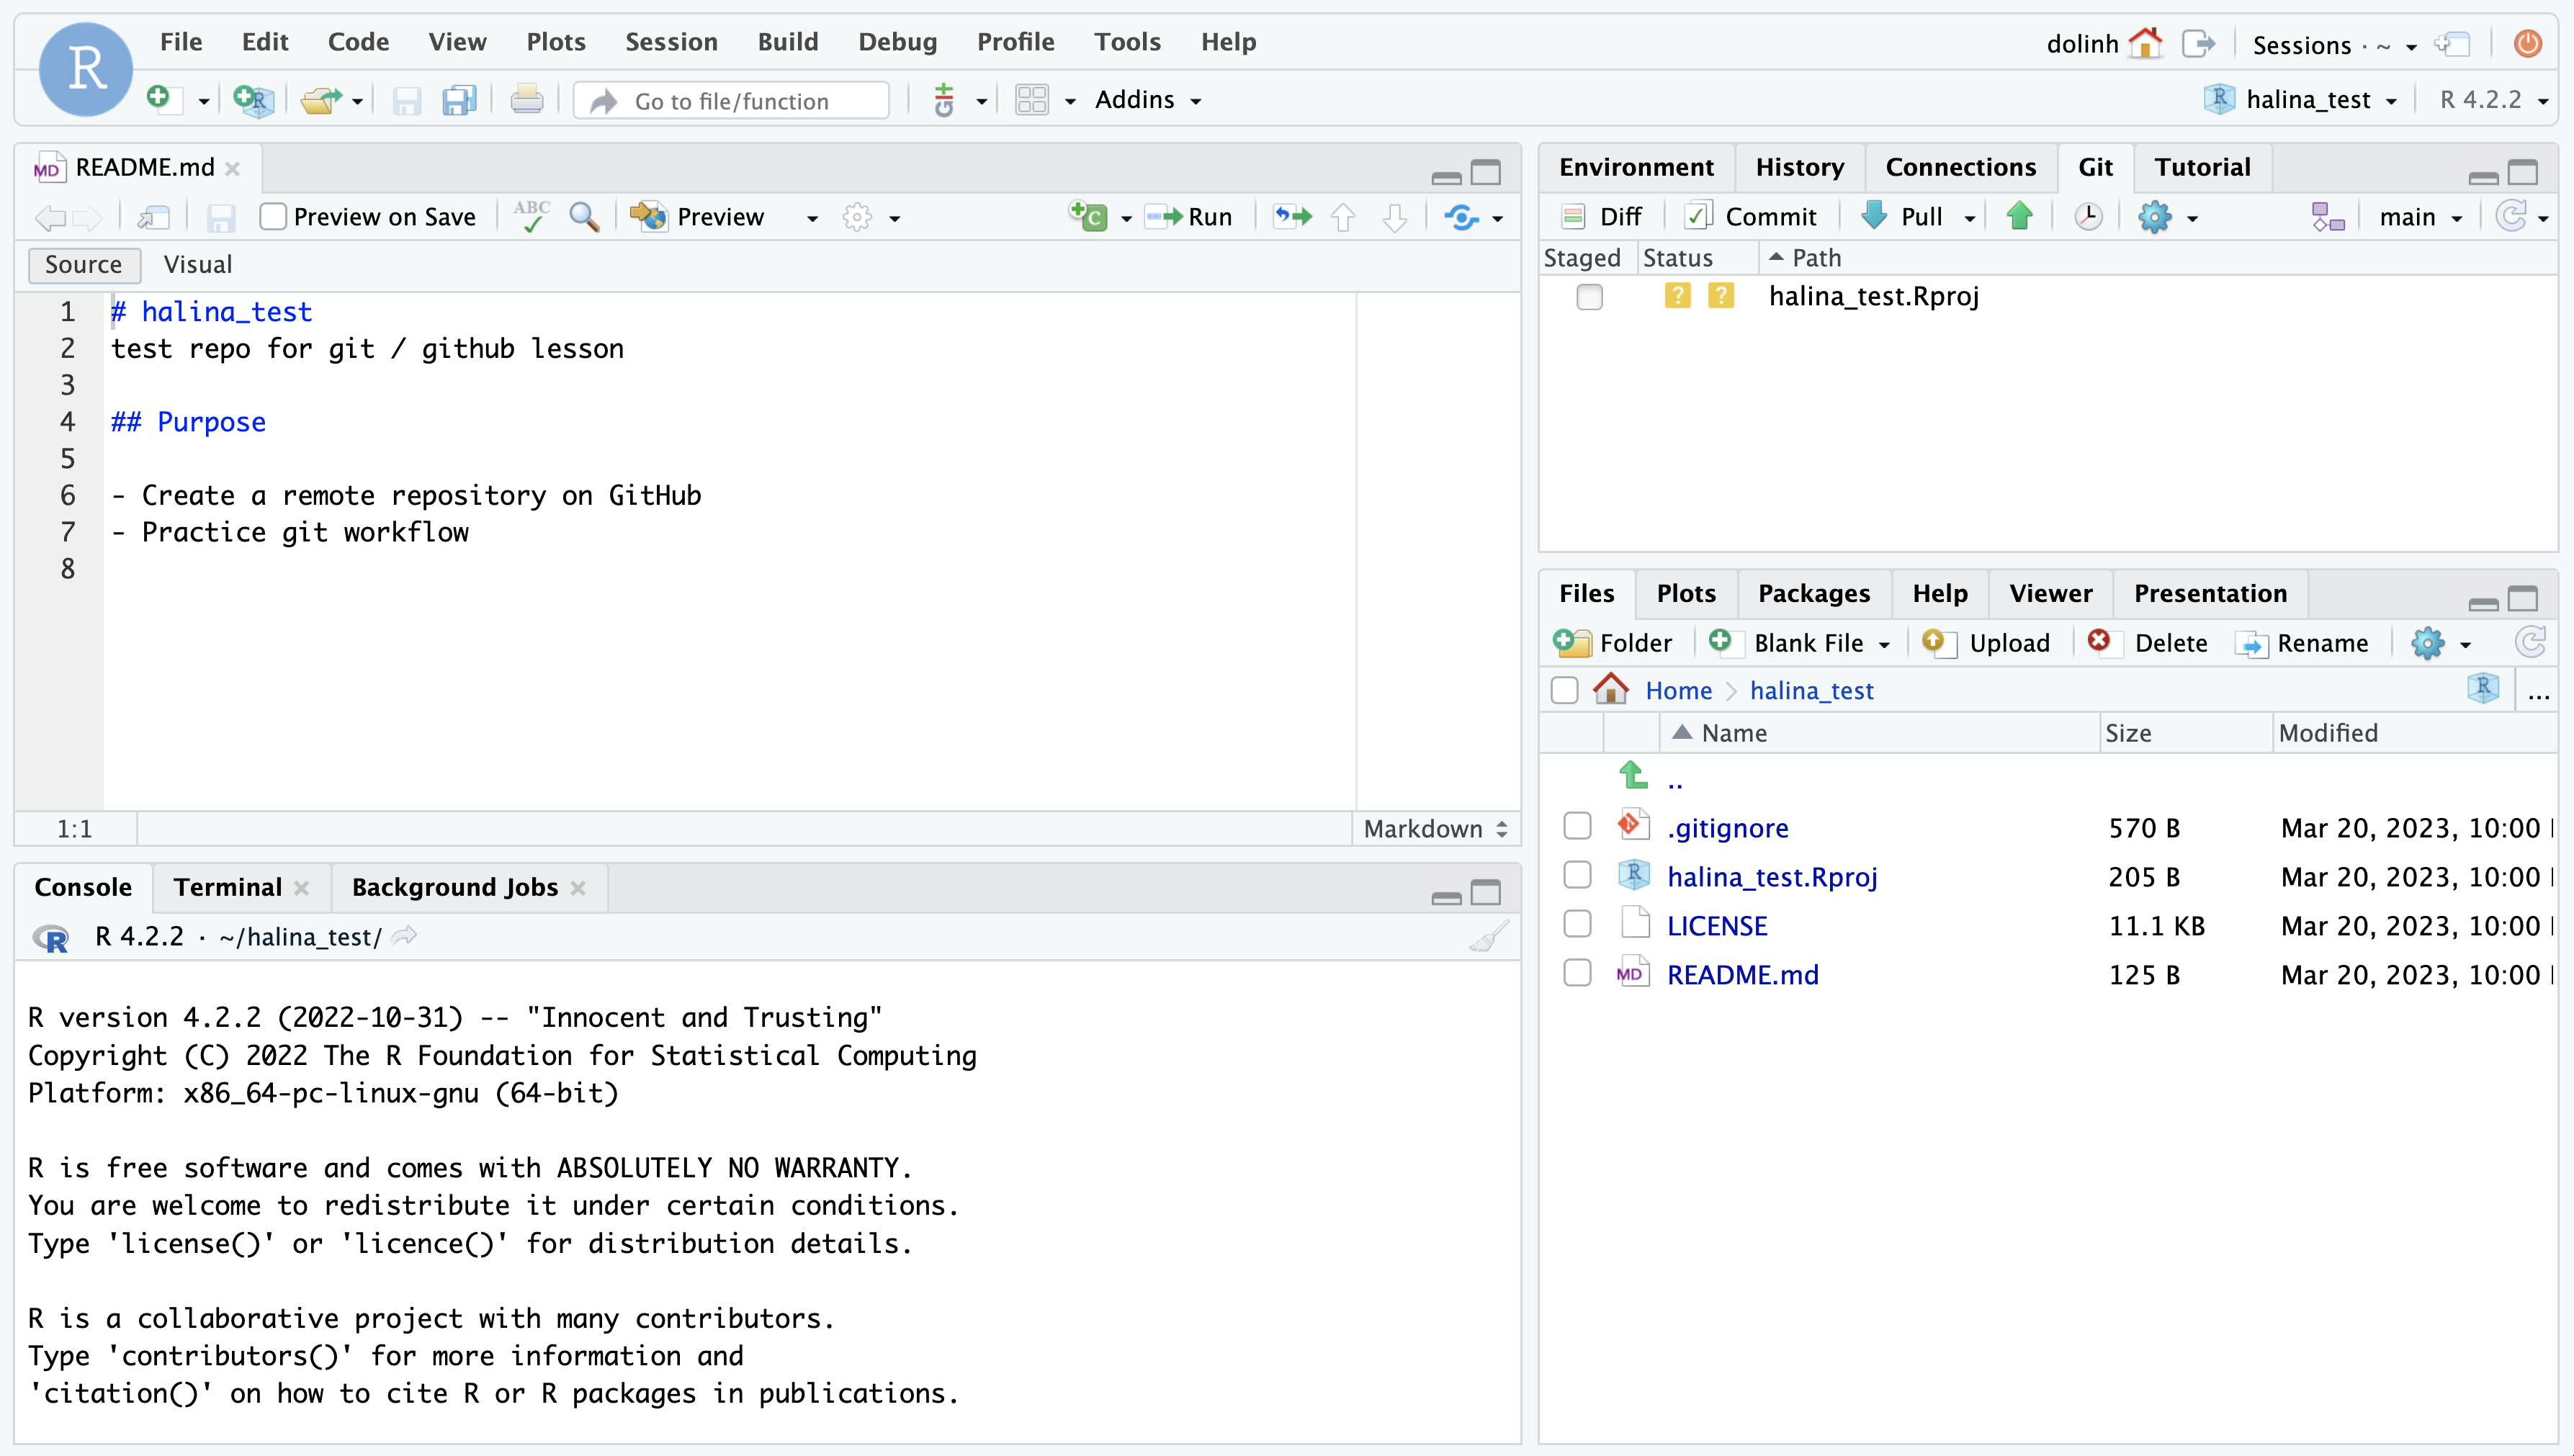 R File Edit Code View Plots Session Build Debug Profile Tools Help dolinh Sessions · ~
R Go to file/function git Addins R halina_test R 4.2.2
MD README.md
Preview on Save ABC Preview C Run
Source Visual
1 # halina_test
2 test repo for git / github lesson
3
4 ## Purpose
5
6 - Create a remote repository on GitHub
7 - Practice git workflow
8
1:1 Markdown
Console Terminal Background Jobs
R R 4.2.2 · ~/halina_test/
R version 4.2.2 (2022-10-31) -- "Innocent and Trusting"
Copyright (C) 2022 The R Foundation for Statistical Computing
Platform: x86_64-pc-linux-gnu (64-bit)
R is free software and comes with ABSOLUTELY NO WARRANTY.
You are welcome to redistribute it under certain conditions.
Type 'license()' or 'licence()' for distribution details.
R is a collaborative project with many contributors.
Type 'contributors()' for more information and
'citation()' on how to cite R or R packages in publications.
Environment History Connections Git Tutorial
Diff Commit Pull main
Staged Status Path
? ? halina_test.Rproj
Files Plots Packages Help Viewer Presentation
Folder Blank File Upload Delete Rename
Home halina_test R ...
Name Size Modified
..
.gitignore 570 B Mar 20, 2023, 10:00
R halina_test.Rproj 205 B Mar 20, 2023, 10:00
LICENSE 11.1 KB Mar 20, 2023, 10:00
MD README.md 125 B Mar 20, 2023, 10:00